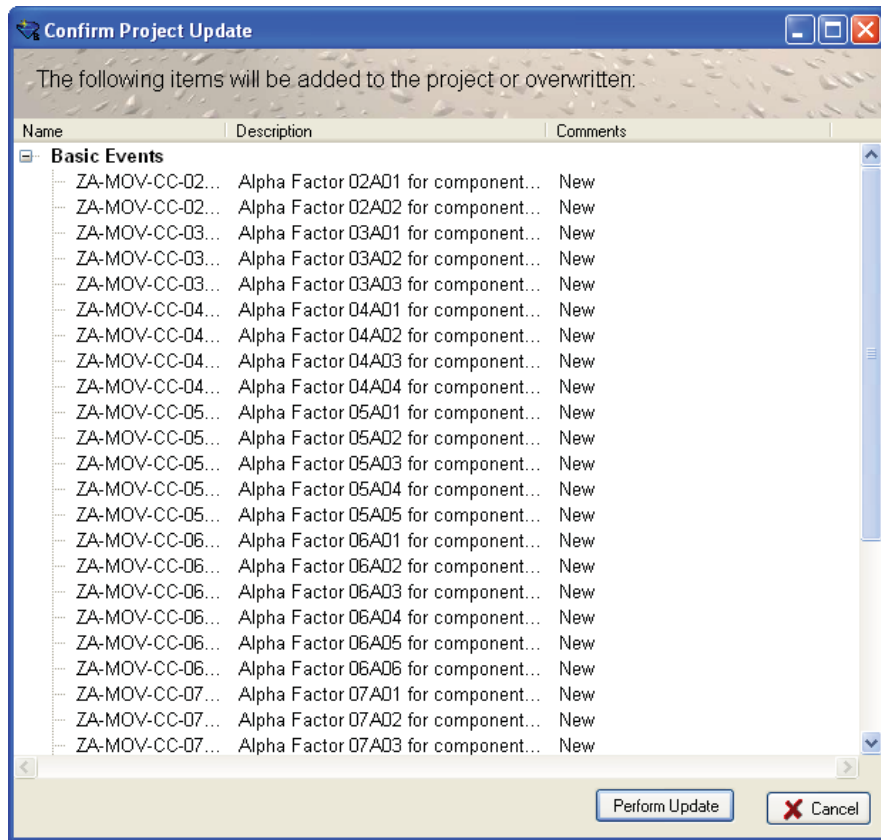 Confirm Project Update
The following items will be added to the project or overwritten:
Name Description Comments
Basic Events
ZA-MOV-CC-02... Alpha Factor 02A01 for component... New
ZA-MOV-CC-02... Alpha Factor 02A02 for component... New
ZA-MOV-CC-03... Alpha Factor 03A01 for component... New
ZA-MOV-CC-03... Alpha Factor 03A02 for component... New
ZA-MOV-CC-03... Alpha Factor 03A03 for component... New
ZA-MOV-CC-04... Alpha Factor 04A01 for component... New
ZA-MOV-CC-04... Alpha Factor 04A02 for component... New
ZA-MOV-CC-04... Alpha Factor 04A03 for component... New
ZA-MOV-CC-04... Alpha Factor 04A04 for component... New
ZA-MOV-CC-05... Alpha Factor 05A01 for component... New
ZA-MOV-CC-05... Alpha Factor 05A02 for component... New
ZA-MOV-CC-05... Alpha Factor 05A03 for component... New
ZA-MOV-CC-05... Alpha Factor 05A04 for component... New
ZA-MOV-CC-05... Alpha Factor 05A05 for component... New
ZA-MOV-CC-06... Alpha Factor 06A01 for component... New
ZA-MOV-CC-06... Alpha Factor 06A02 for component... New
ZA-MOV-CC-06... Alpha Factor 06A03 for component... New
ZA-MOV-CC-06... Alpha Factor 06A04 for component... New
ZA-MOV-CC-06... Alpha Factor 06A05 for component... New
ZA-MOV-CC-06... Alpha Factor 06A06 for component... New
ZA-MOV-CC-07... Alpha Factor 07A01 for component... New
ZA-MOV-CC-07... Alpha Factor 07A02 for component... New
ZA-MOV-CC-07... Alpha Factor 07A03 for component... New
Perform Update Cancel